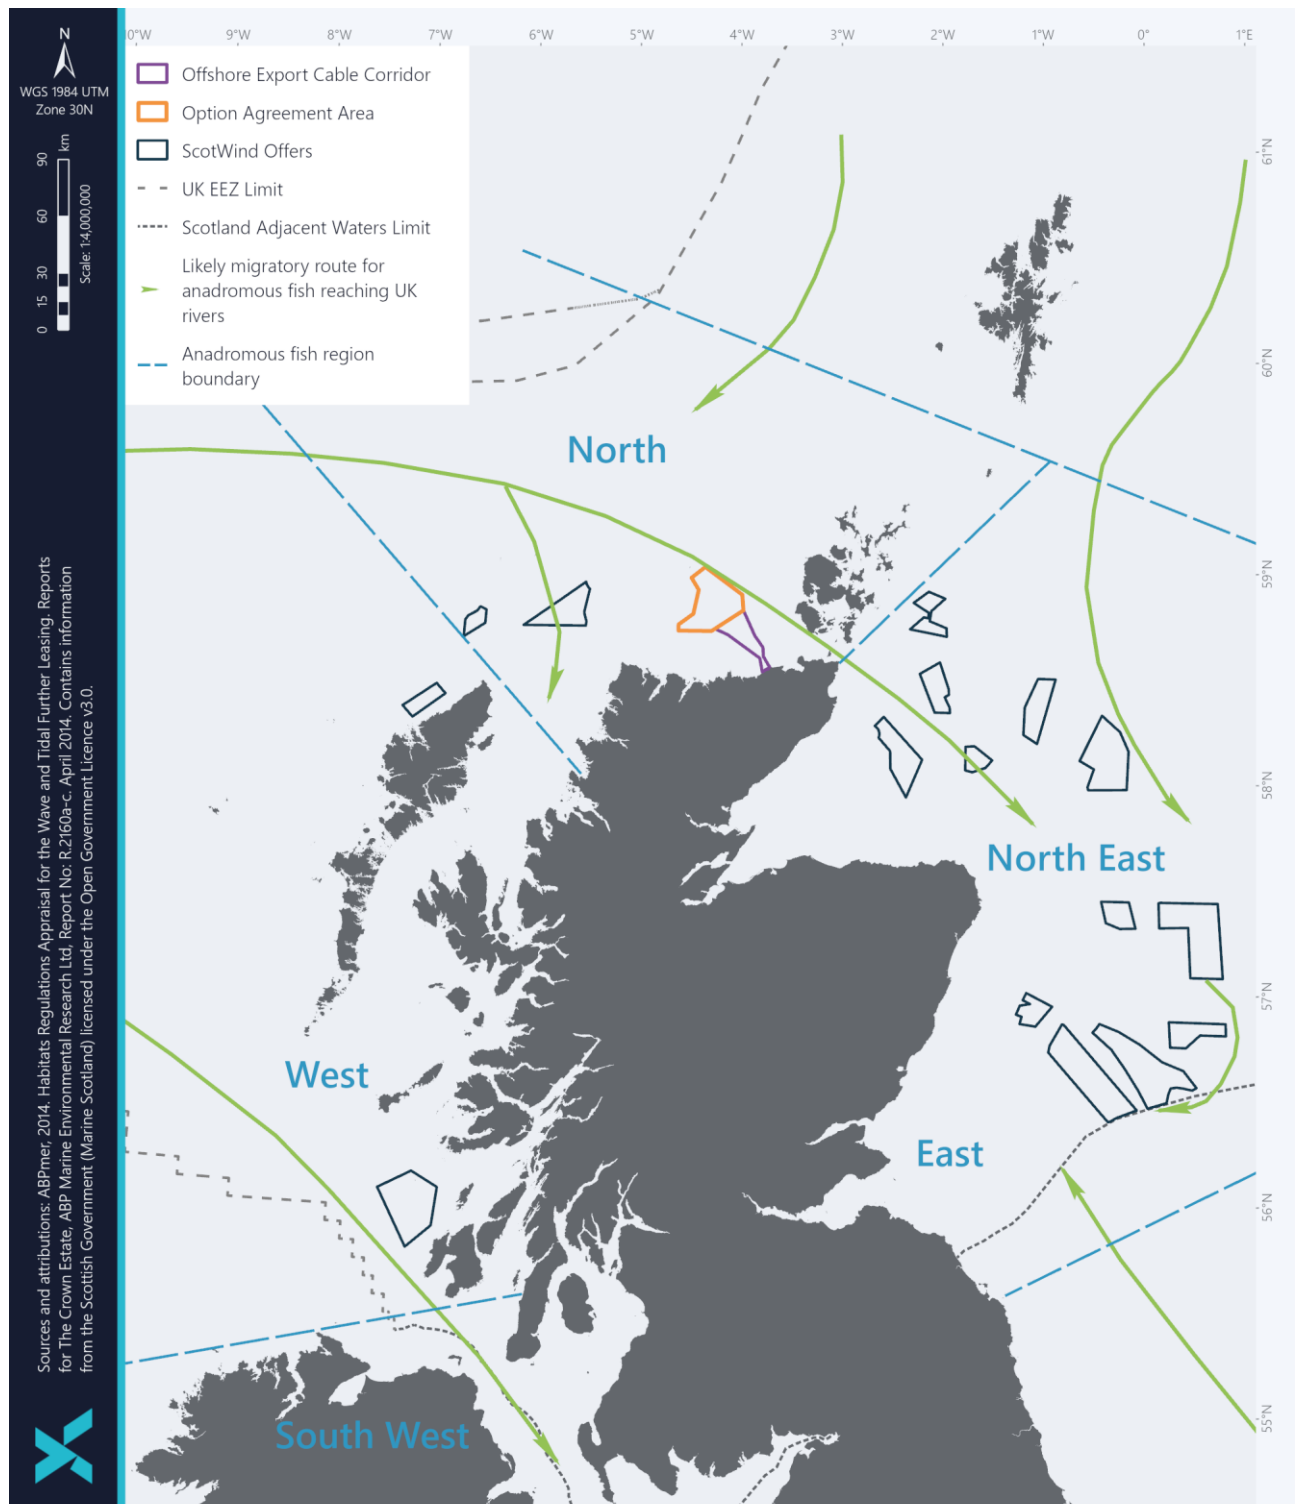 N
WGS 1984 UTM
Zone 30N
km
0 15 30 60 90
Scale: 1:4,000,000
10°W 9°W 8°W 7°W 6°W 5°W 4°W 3°W 2°W 1°W 0° 1°E
Offshore Export Cable Corridor
Option Agreement Area
ScotWind Offers
UK EEZ Limit
Scotland Adjacent Waters Limit
Likely migratory route for
anadromous fish reaching UK
rivers
Anadromous fish region
boundary
61°N
60°N
59°N
58°N
57°N
56°N
55°N
North
North East
West
East
South West
Sources and attributions: ABPmer, 2014. Habitats Regulations Appraisal for the Wave and Tidal Further Leasing. Reports
for The Crown Estate, ABP Marine Environmental Research Ltd, Report No: R.2160a-c. April 2014. Contains information
from the Scottish Government (Marine Scotland) licensed under the Open Government Licence v3.0.